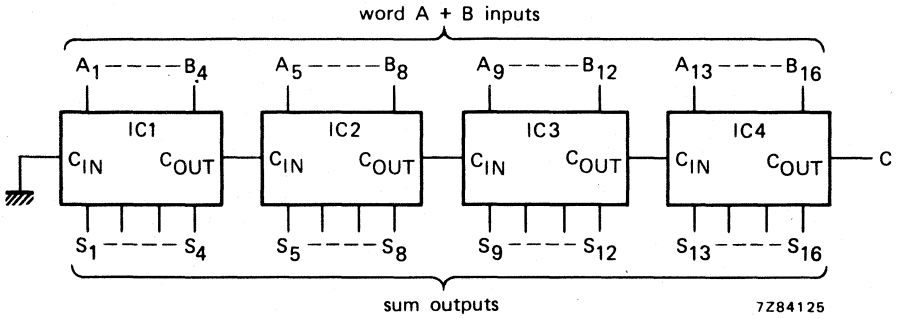 word A + B inputs
A1-----B4 A5-----B8 A9-----B12 A13-----B16
IC1 IC2 IC3 IC4
CIN COUT CIN COUT CIN COUT CIN COUT C
S1-----S4 S5-----S8 S9-----S12 S13-----S16
sum outputs
7Z84125